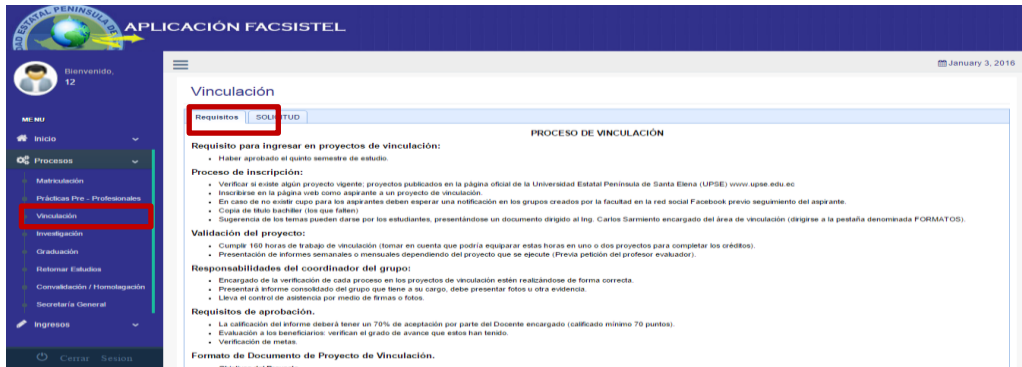 ESTATAL PENINSULA DE
APLICACIÓN FACSISTEL
Bienvenido,
12
January 3, 2016
Vinculación
MENU
Requisitos
SOLICITUD
Inicio
Procesos
Matriculación
Prácticas Pre - Profesionales
Vinculación
Investigación
Graduación
Retomar Estudios
Convalidación / Homologación
Secretaría General
Ingresos
Cerrar Sesion
PROCESO DE VINCULACIÓN
Requisito para ingresar en proyectos de vinculación:
Haber aprobado el quinto semestre de estudio.
Proceso de inscripción:
Verificar si existe algún proyecto vigente; proyectos publicados en la página oficial de la Universidad Estatal Península de Santa Elena (UPSE) www.upse.edu.ec
Inscribirse en la página web como aspirante a un proyecto de vinculación.
En caso de no existir cupo para los aspirantes deben esperar una notificación en los grupos creados por la facultad en la red social Facebook previo seguimiento del aspirante.
Copia de título bachiller (los que falten)
Sugerencia de los temas pueden darse por los estudiantes, presentándose un documento dirigido al Ing. Carlos Sarmiento encargado del área de vinculación (dirigirse a la pestaña denominada FORMATOS).
Validación del proyecto:
Cumplir 160 horas de trabajo de vinculación (tomar en cuenta que podría equiparar estas horas en uno o dos proyectos para completar los créditos).
Presentación de informes semanales o mensuales dependiendo del proyecto que se ejecute (Previa petición del profesor evaluador).
Responsabilidades del coordinador del grupo:
Encargado de la verificación de cada proceso en los proyectos de vinculación estén realizándose de forma correcta.
Presentará informe consolidado del grupo que tiene a su cargo, debe presentar fotos u otra evidencia.
Lleva el control de asistencia por medio de firmas o fotos.
Requisitos de aprobación.
La calificación del informe deberá tener un 70% de aceptación por parte del Docente encargado (calificado mínimo 70 puntos).
Evaluación a los beneficiarios: verifican el grado de avance que estos han tenido.
Verificación de metas.
Formato de Documento de Proyecto de Vinculación.